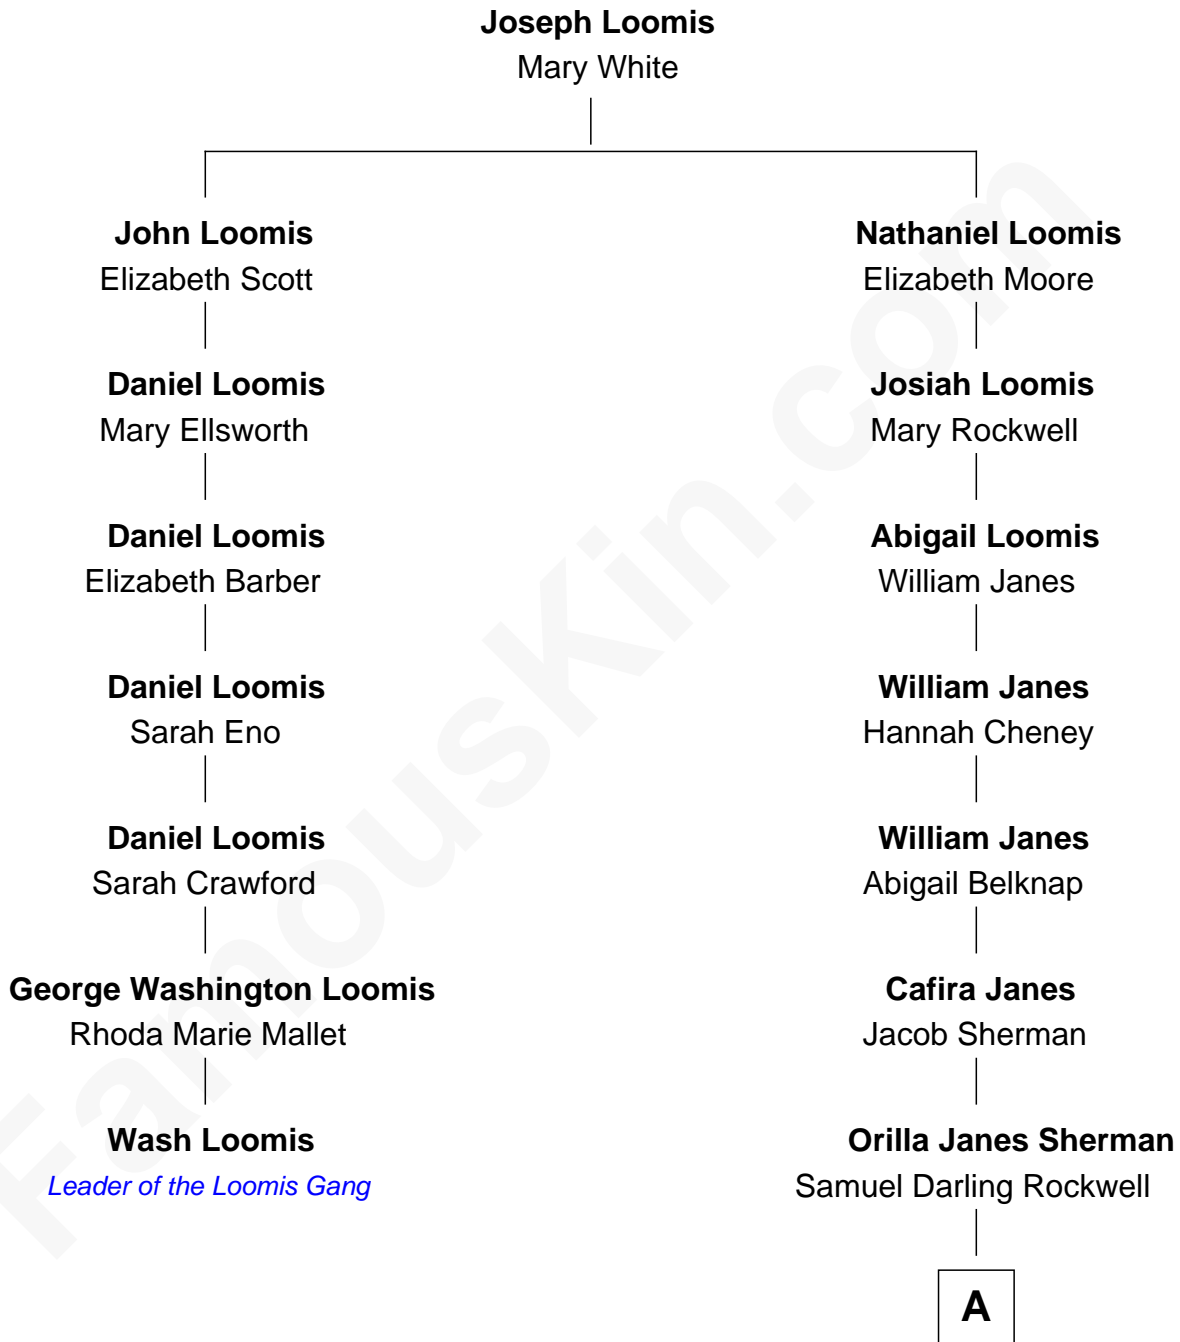 Joseph Loomis
Mary White
John Loomis
Elizabeth Scott
Daniel Loomis
Mary Ellsworth
Daniel Loomis
Elizabeth Barber
Daniel Loomis
Sarah Eno
Daniel Loomis
Sarah Crawford
George Washington Loomis
Rhoda Marie Mallet
Wash Loomis
Leader of the Loomis Gang
Nathaniel Loomis
Elizabeth Moore
Josiah Loomis
Mary Rockwell
Abigail Loomis
William Janes
William Janes
Hannah Cheney
William Janes
Abigail Belknap
Cafira Janes
Jacob Sherman
Orilla Janes Sherman
Samuel Darling Rockwell
A
FamousKin.com